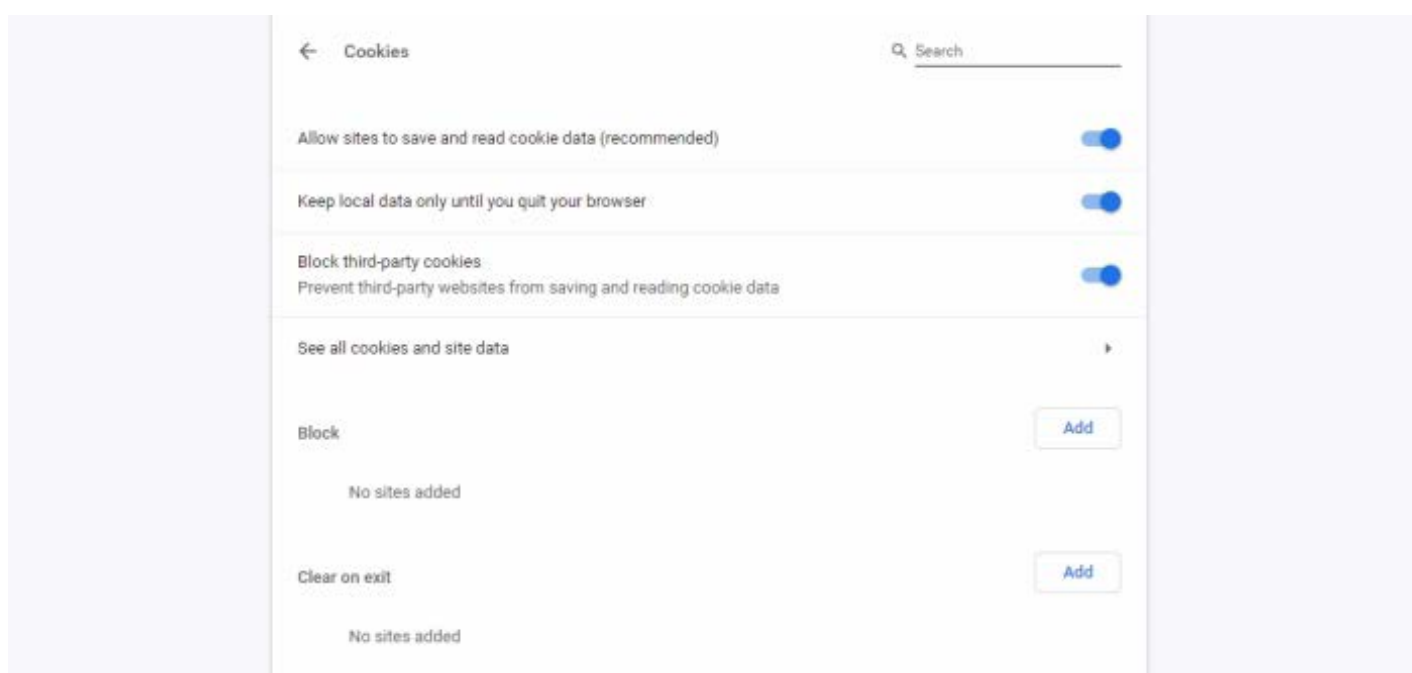 Cookies
Search
Allow sites to save and read cookie data (recommended)
Keep local data only until you quit your browser
Block third-party cookies
Prevent third-party websites from saving and reading cookie data
See all cookies and site data
Block
Add
No sites added
Clear on exit
Add
No sites added